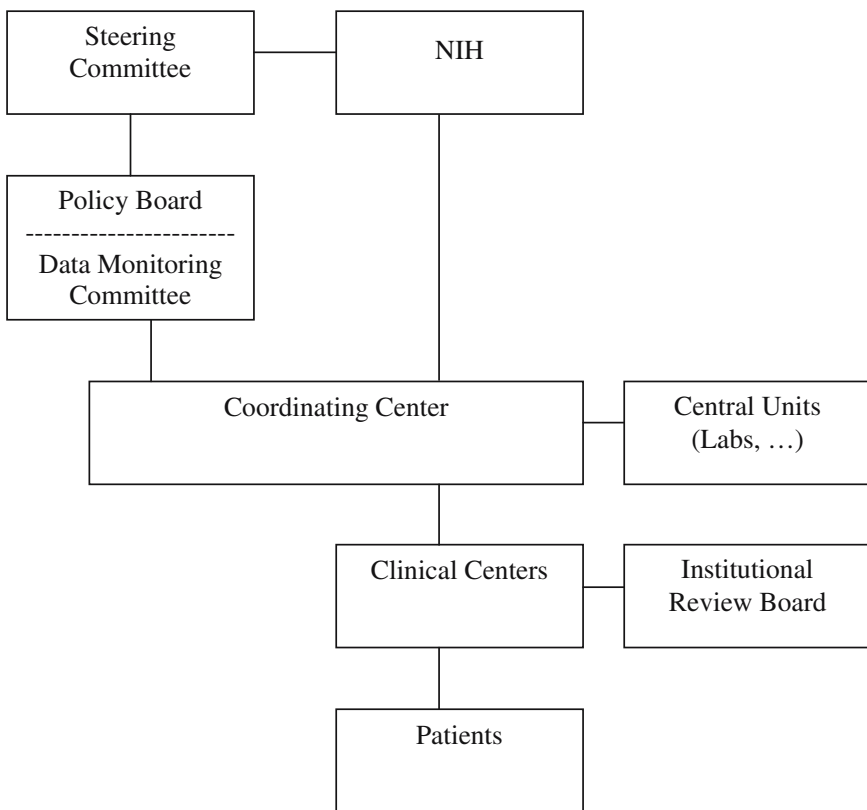 Steering
Committee
NIH
Policy Board
Data Monitoring
Committee
Coordinating Center
Central Units
(Labs, …)
Clinical Centers
Institutional
Review Board
Patients